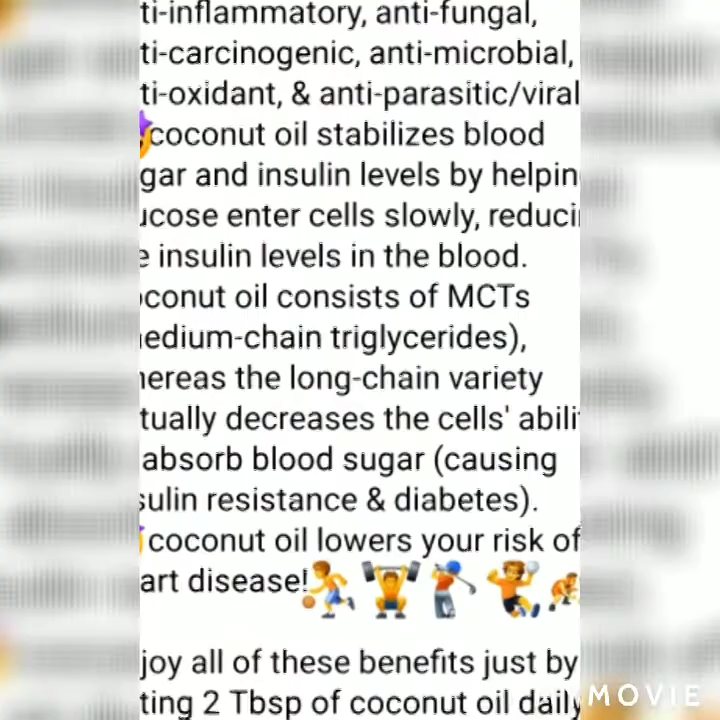 ti-inflammatory, anti-fungal,
ti-carcinogenic, anti-microbial,
ti-oxidant, & anti-parasitic/viral
coconut oil stabilizes blood
gar and insulin levels by helpin
ucose enter cells slowly, reduci
e insulin levels in the blood.
oconut oil consists of MCTs
edium-chain triglycerides),
hereas the long-chain variety
tually decreases the cells' abili
absorb blood sugar (causing
sulin resistance & diabetes).
coconut oil lowers your risk of
art disease!
joy all of these benefits just by
ting 2 Tbsp of coconut oil daily
MOVIE